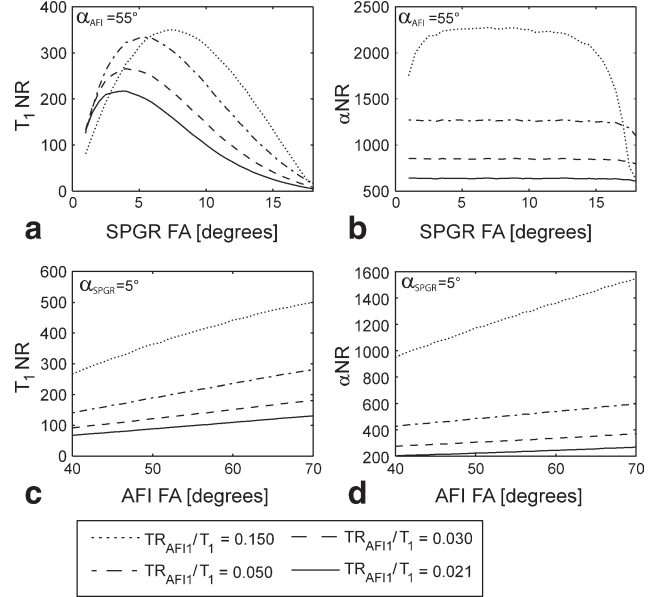 α_AFI=55°
T₁ NR
400
300
200
100
0
0 5 10 15
SPGR FA [degrees]
a
α_AFI=55°
αNR
2500
2250
2000
1750
1500
1250
1000
750
500
0 5 10 15
SPGR FA [degrees]
b
α_SPGR=5°
T₁ NR
600
500
400
300
200
100
0
40 50 60 70
AFI FA [degrees]
c
α_SPGR=5°
αNR
1600
1400
1200
1000
800
600
400
200
40 50 60 70
AFI FA [degrees]
d
TR_AFI1/T₁ = 0.150
TR_AFI1/T₁ = 0.030
TR_AFI1/T₁ = 0.050
TR_AFI1/T₁ = 0.021